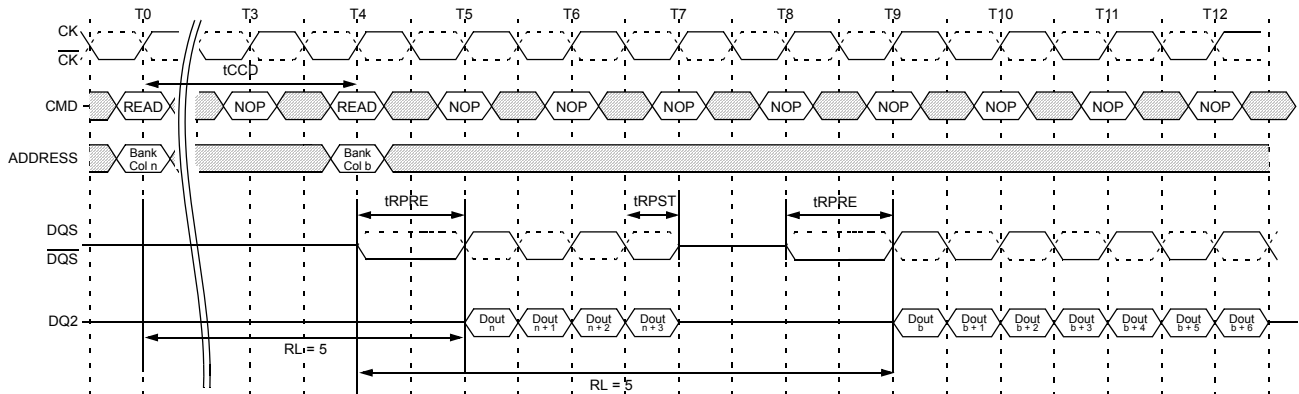 T0 T3 T4 T5 T6 T7 T8 T9 T10 T11 T12
CK
CK
tCCD
CMD READ NOP READ NOP NOP NOP NOP NOP NOP NOP NOP
ADDRESS Bank Col n Bank Col b
tRPRE tRPST tRPRE
DQS
DQS
DQ2 Dout n Dout n + 1 Dout n + 2 Dout n + 3 Dout b Dout b + 1 Dout b + 2 Dout b + 3 Dout b + 4 Dout b + 5 Dout b + 6
RL = 5
RL = 5